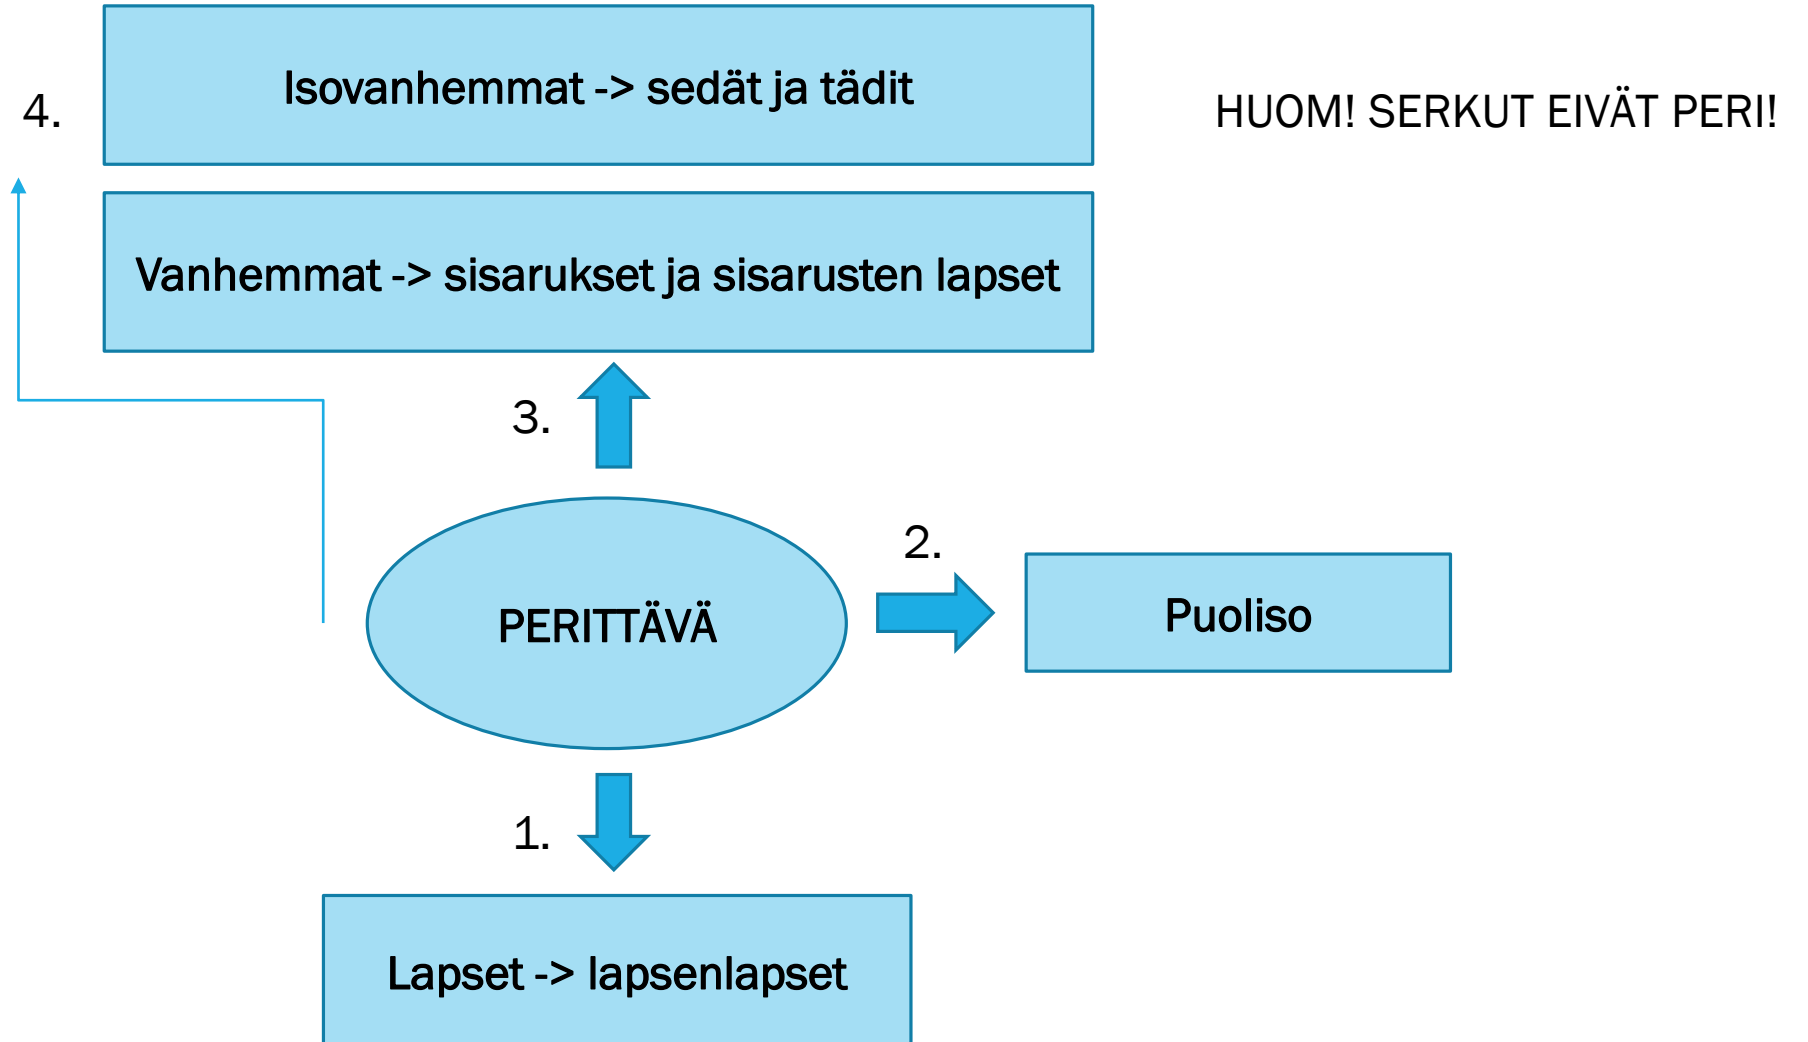 Isovanhemmat -> sedät ja tädit
4.
HUOM! SERKUT EIVÄT PERI!
Vanhemmat -> sisarukset ja sisarusten lapset
3.
2.
PERITTÄVÄ
Puoliso
1.
Lapset -> lapsenlapset